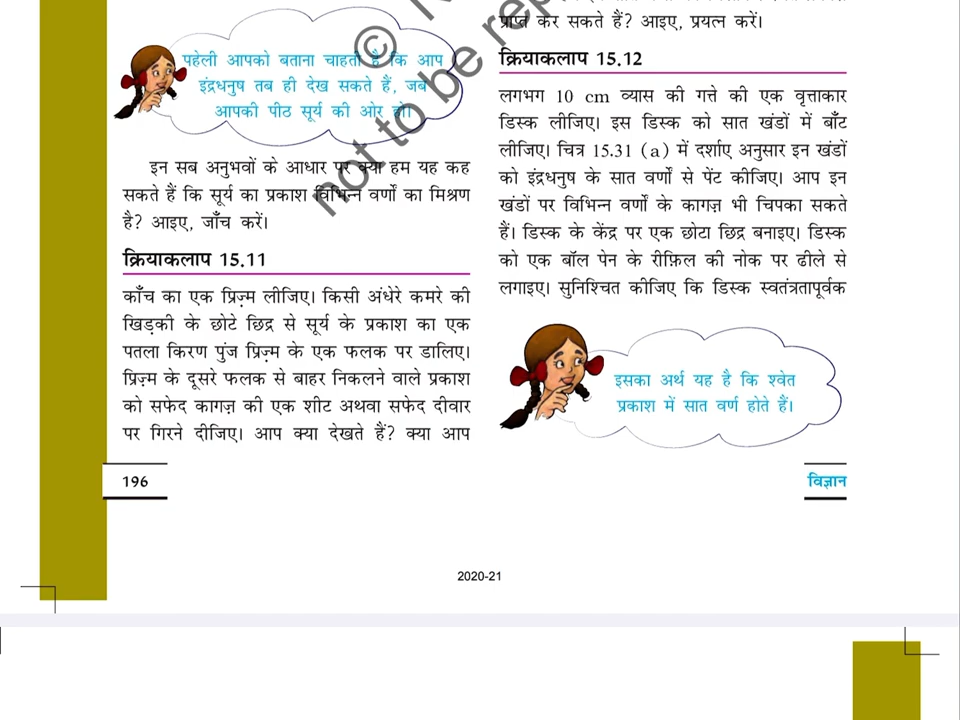 प्राप्त कर सकते हैं? आइए, प्रयत्न करें।
पहेली आपको बताना चाहती है कि आप
इंद्रधनुष तब ही देख सकते हैं, जब
आपकी पीठ सूर्य की ओर हो।
इन सब अनुभवों के आधार पर क्या हम यह कह
सकते हैं कि सूर्य का प्रकाश विभिन्न वर्णों का मिश्रण
है? आइए, जाँच करें।
क्रियाकलाप 15.11
काँच का एक प्रिज़्म लीजिए। किसी अंधेरे कमरे की
खिड़की के छोटे छिद्र से सूर्य के प्रकाश का एक
पतला किरण पुंज प्रिज़्म के एक फलक पर डालिए।
प्रिज़्म के दूसरे फलक से बाहर निकलने वाले प्रकाश
को सफेद कागज़ की एक शीट अथवा सफेद दीवार
पर गिरने दीजिए। आप क्या देखते हैं? क्या आप
क्रियाकलाप 15.12
लगभग 10 cm व्यास की गत्ते की एक वृत्ताकार
डिस्क लीजिए। इस डिस्क को सात खंडों में बाँट
लीजिए। चित्र 15.31 (a) में दर्शाए अनुसार इन खंडों
को इंद्रधनुष के सात वर्णों से पेंट कीजिए। आप इन
खंडों पर विभिन्न वर्णों के कागज़ भी चिपका सकते
हैं। डिस्क के केंद्र पर एक छोटा छिद्र बनाइए। डिस्क
को एक बॉल पेन के रीफ़िल की नोक पर ढीले से
लगाइए। सुनिश्चित कीजिए कि डिस्क स्वतंत्रतापूर्वक
इसका अर्थ यह है कि श्वेत
प्रकाश में सात वर्ण होते हैं।
©
not to be rep
196
विज्ञान
2020-21